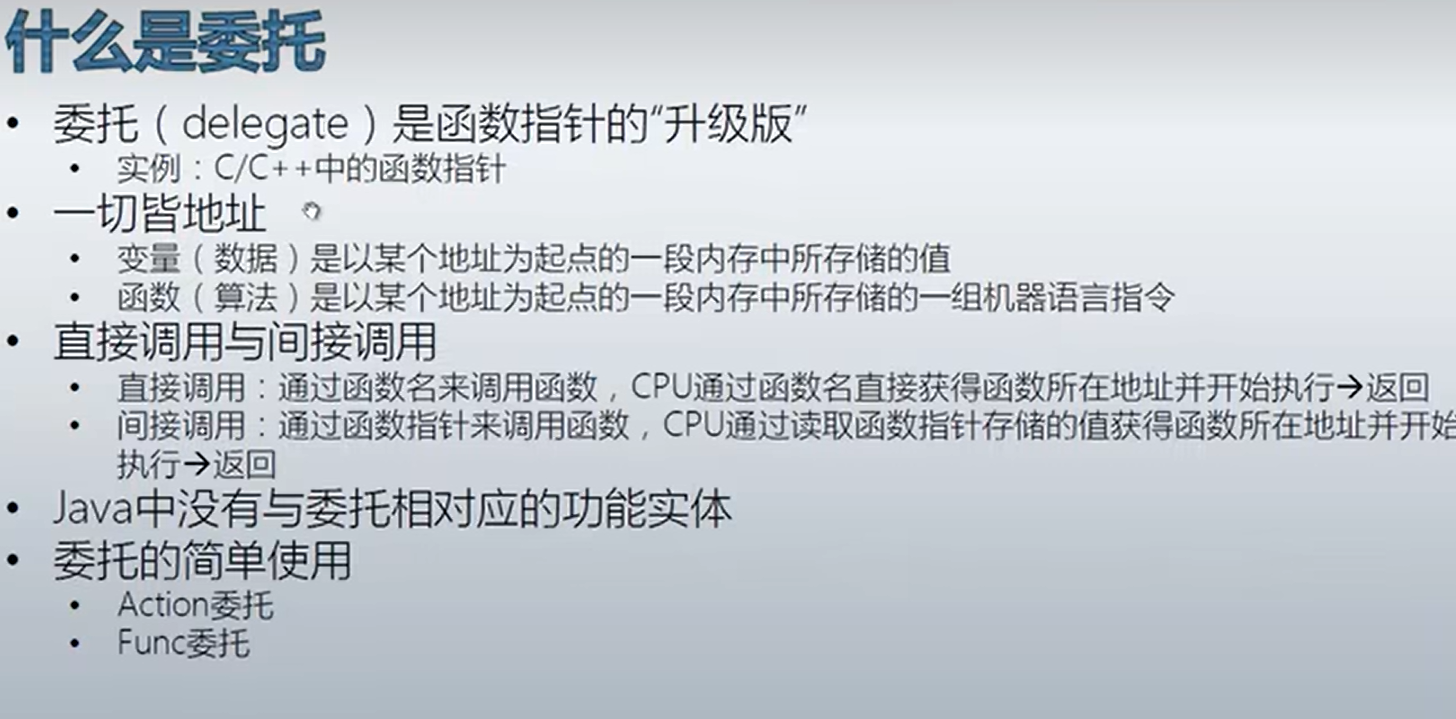 什么是委托
• 委托（delegate）是函数指针的“升级版”
• 实例：C/C++中的函数指针
• 一切皆地址
• 变量（数据）是以某个地址为起点的一段内存中所存储的值
• 函数（算法）是以某个地址为起点的一段内存中所存储的一组机器语言指令
• 直接调用与间接调用
• 直接调用：通过函数名来调用函数，CPU通过函数名直接获得函数所在地址并开始执行→返回
• 间接调用：通过函数指针来调用函数，CPU通过读取函数指针存储的值获得函数所在地址并开始
执行→返回
• Java中没有与委托相对应的功能实体
• 委托的简单使用
• Action委托
• Func委托